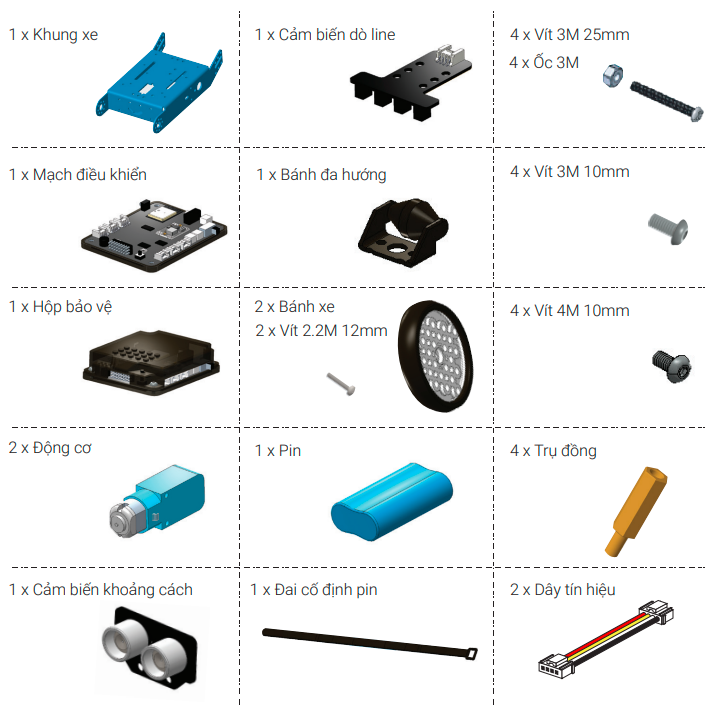 1 x Khung xe
1 x Cảm biến dò line
4 x Vít 3M 25mm
4 x Ốc 3M
1 x Mạch điều khiển
1 x Bánh đa hướng
4 x Vít 3M 10mm
1 x Hộp bảo vệ
2 x Bánh xe
2 x Vít 2.2M 12mm
4 x Vít 4M 10mm
2 x Động cơ
1 x Pin
4 x Trụ đồng
1 x Cảm biến khoảng cách
1 x Đai cố định pin
2 x Dây tín hiệu